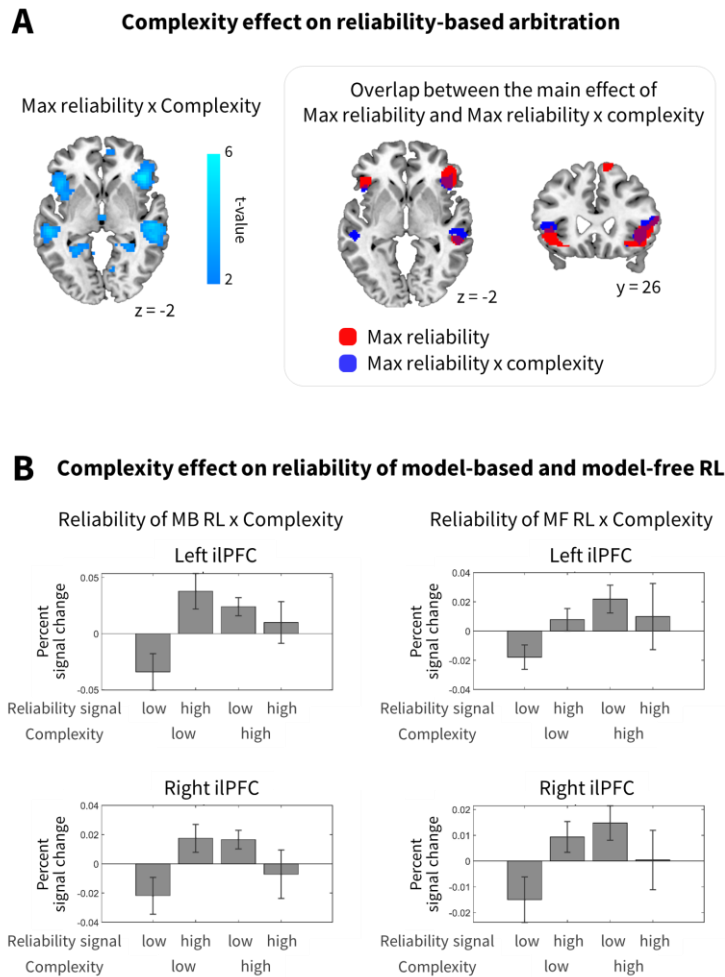 A Complexity effect on reliability-based arbitration
Max reliability x Complexity
6
t-value
2
z = -2
Overlap between the main effect of
Max reliability and Max reliability x complexity
z = -2
y = 26
Max reliability
Max reliability x complexity
B Complexity effect on reliability of model-based and model-free RL
Reliability of MB RL x Complexity
Left ilPFC
Percent
signal change
0.05
0
-0.05
Reliability signal low high low high
Complexity low high
Reliability of MF RL x Complexity
Left ilPFC
Percent
signal change
0.04
0.02
0
-0.02
-0.04
Reliability signal low high low high
Complexity low high
Right ilPFC
Percent
signal change
0.04
0.02
0
-0.02
-0.04
Reliability signal low high low high
Complexity low high
Right ilPFC
Percent
signal change
0.02
0.01
0
-0.01
-0.02
Reliability signal low high low high
Complexity low high